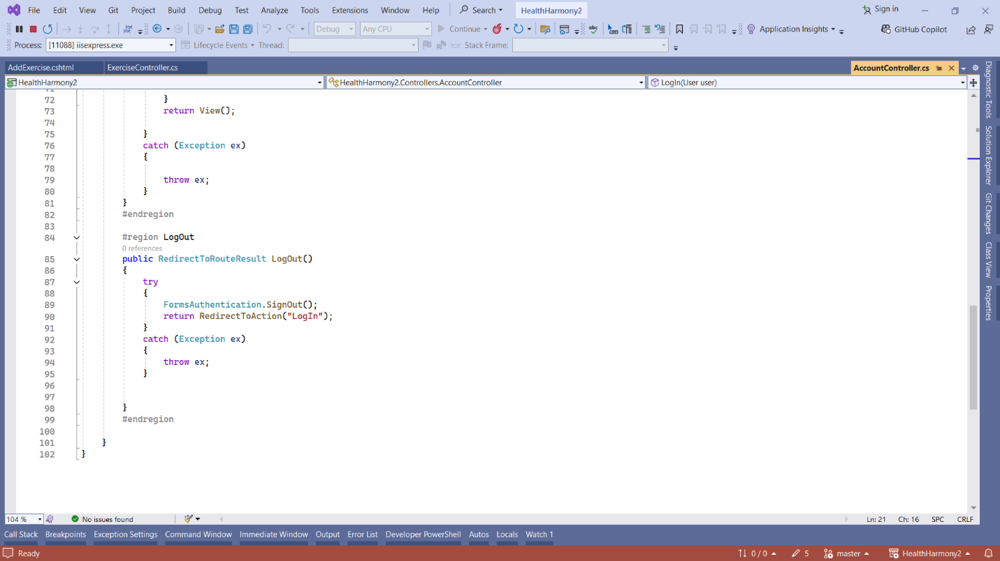 File Edit View Git Project Build Debug Test Analyze Tools Extensions Window Help Search HealthHarmony2 Sign in
Debug Any CPU Continue Application Insights GitHub Copilot
Process: [11088] iisexpress.exe Lifecycle Events Thread: Stack Frame:
AddExercise.cshtml ExerciseController.cs AccountController.cs
HealthHarmony2 HealthHarmony2.Controllers.AccountController LogIn(User user)
71
72 }
73 return View();
74
75 }
76 catch (Exception ex)
77 {
78
79 throw ex;
80 }
81 }
82 #endregion
83
84 #region LogOut
0 references
85 public RedirectToRouteResult LogOut()
86 {
87 try
88 {
89 FormsAuthentication.SignOut();
90 return RedirectToAction("LogIn");
91 }
92 catch (Exception ex)
93 {
94 throw ex;
95 }
96
97
98 }
99 #endregion
100
101 }
102 }
Diagnostic Tools
Solution Explorer
Git Changes
Class View
Properties
104 % No issues found Ln: 21 Ch: 16 SPC CRLF
Call Stack Breakpoints Exception Settings Command Window Immediate Window Output Error List Developer PowerShell Autos Locals Watch 1
Ready 0 / 0 5 master HealthHarmony2